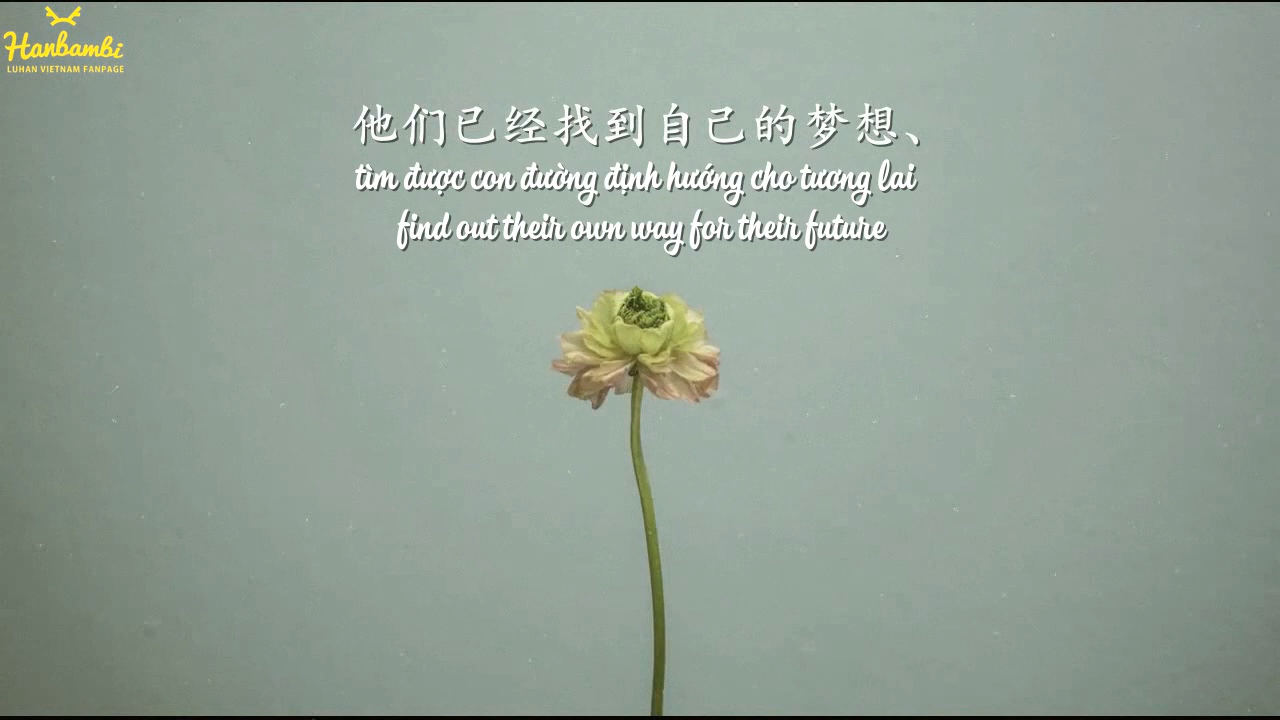 Hanbambi
LUHAN VIETNAM FANPAGE
他们已经找到自己的梦想、
tìm được con đường định hướng cho tương lai
find out their own way for their future